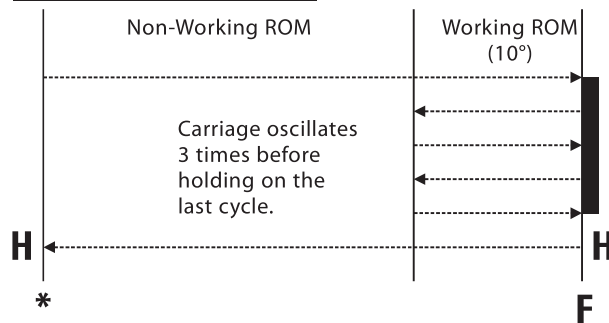 Non-Working ROM
Working ROM
(10°)
Carriage oscillates
3 times before
holding on the
last cycle.
H
H
*
F